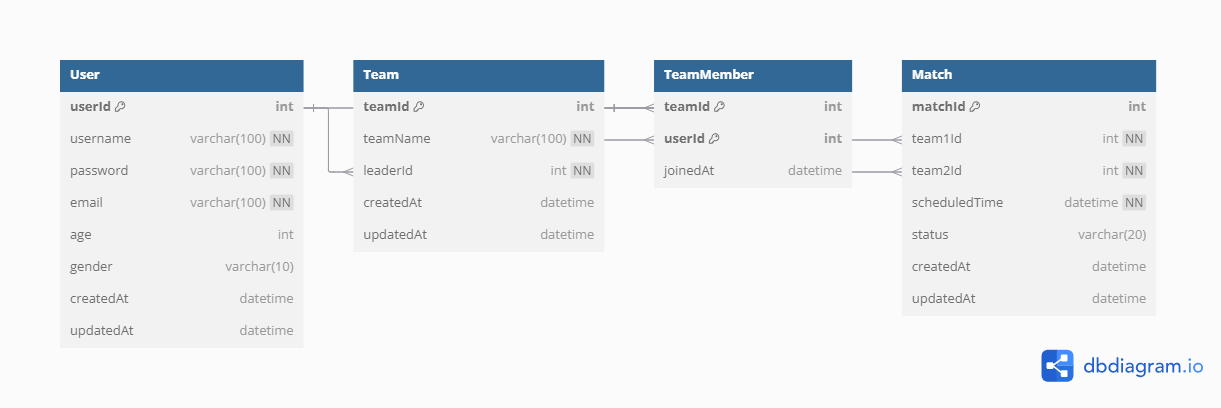 User
userId int
username varchar(100) NN
password varchar(100) NN
email varchar(100) NN
age int
gender varchar(10)
createdAt datetime
updatedAt datetime
Team
teamId int
teamName varchar(100) NN
leaderId int NN
createdAt datetime
updatedAt datetime
TeamMember
teamId int
userId int
joinedAt datetime
Match
matchId int
team1Id int NN
team2Id int NN
scheduledTime datetime NN
status varchar(20)
createdAt datetime
updatedAt datetime
dbdiagram.io